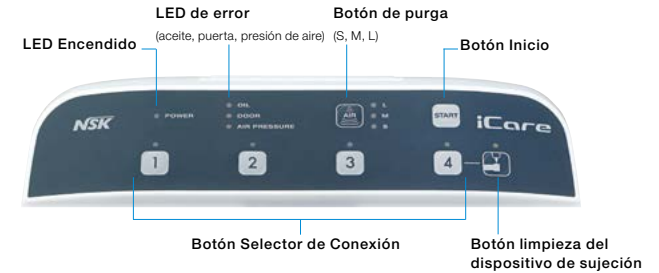 LED de error
Botón de purga
LED Encendido
(aceite, puerta, presión de aire)
(S, M, L)
Botón Inicio
NSK
POWER
OIL
DOOR
AIR PRESSURE
AIR
L
M
S
START
iCare
1
2
3
4
Botón Selector de Conexión
Botón limpieza del
dispositivo de sujeción